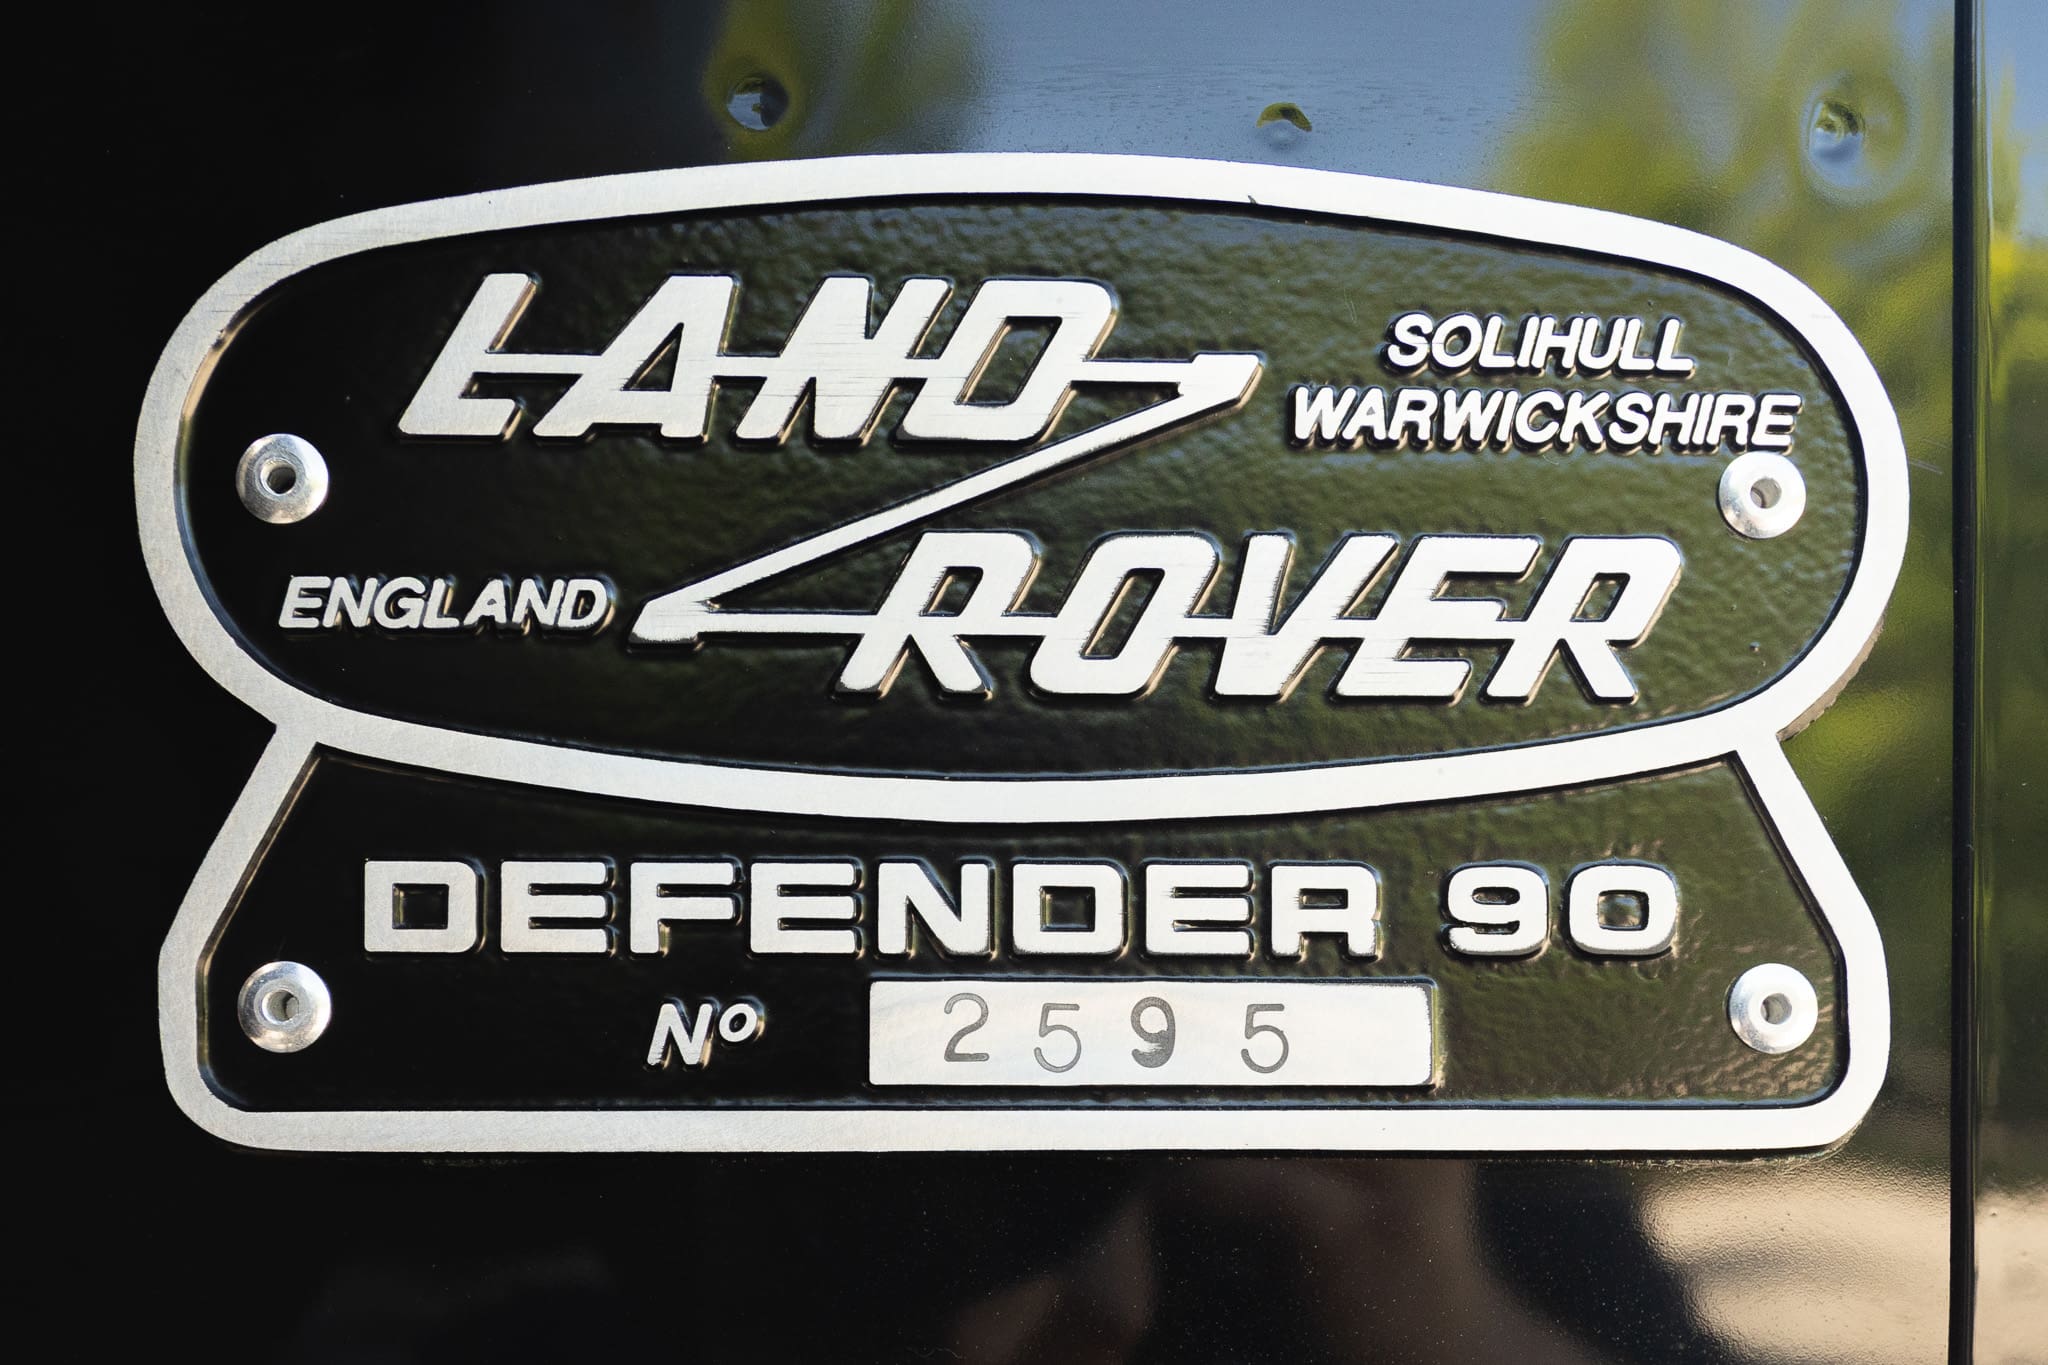 LAND
SOLIHULL
WARWICKSHIRE
ENGLAND
ROVER
DEFENDER 90
Nº 2595